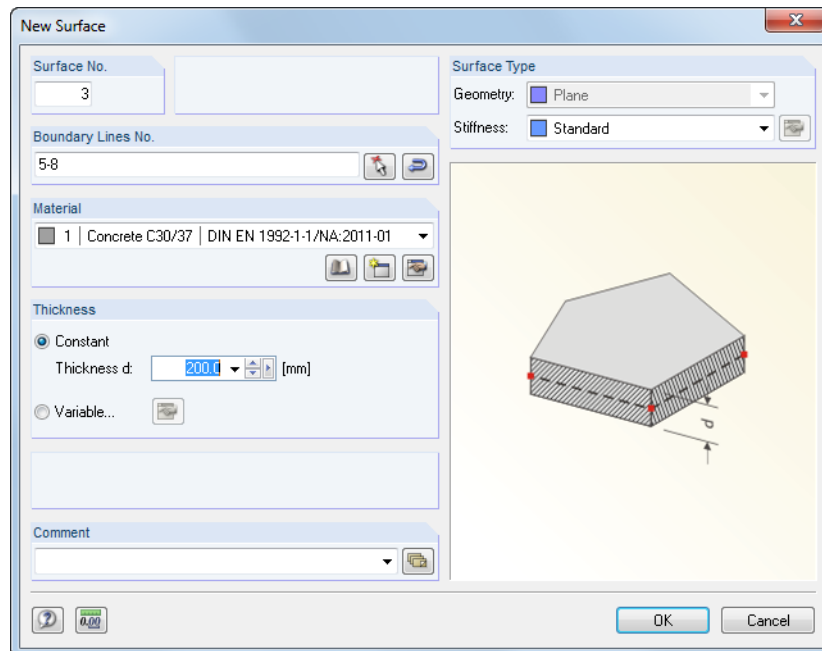 New Surface
Surface No.
3
Surface Type
Geometry: Plane
Stiffness: Standard
Boundary Lines No.
5-8
Material
1 Concrete C30/37 DIN EN 1992-1-1/NA:2011-01
Thickness
Constant
Thickness d: 200.0 [mm]
Variable...
d
Comment
0.00
OK Cancel